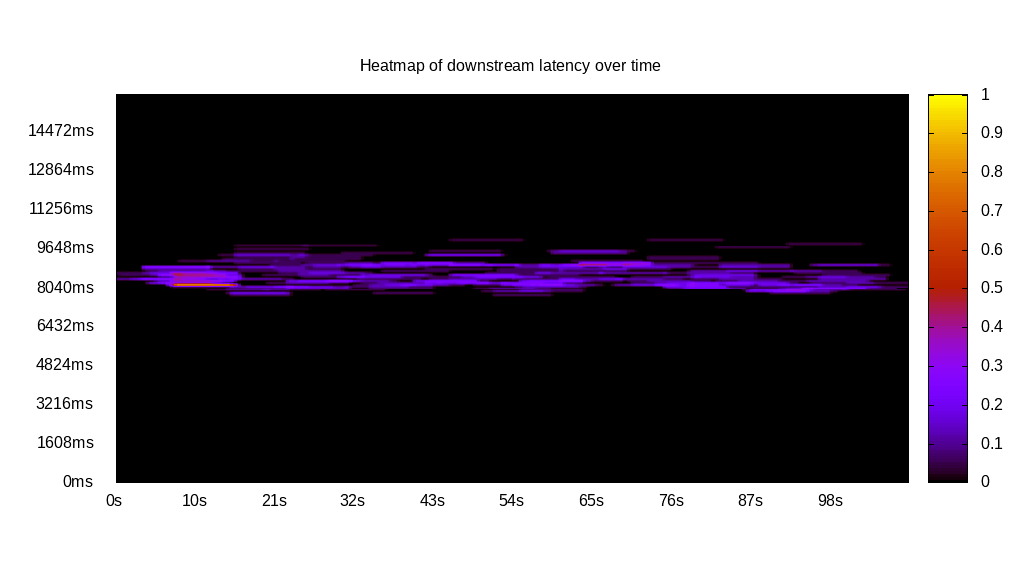 Heatmap of downstream latency over time
14472ms
12864ms
11256ms
9648ms
8040ms
6432ms
4824ms
3216ms
1608ms
0ms
0s 10s 21s 32s 43s 54s 65s 76s 87s 98s
1
0.9
0.8
0.7
0.6
0.5
0.4
0.3
0.2
0.1
0